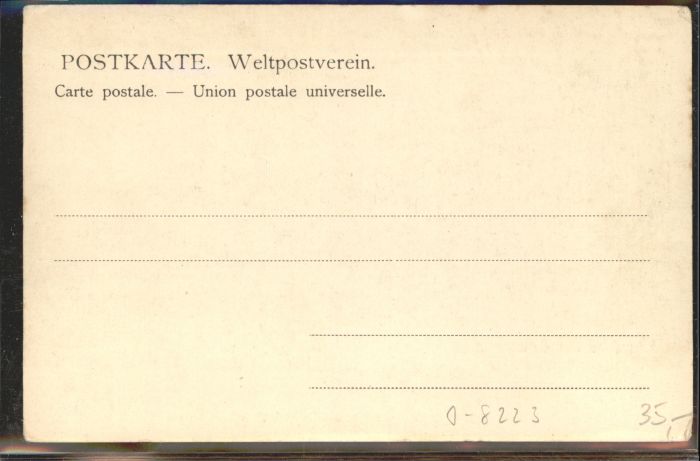 POSTKARTE. Weltpostverein.
Carte postale. — Union postale universelle.
0-8223 35,-